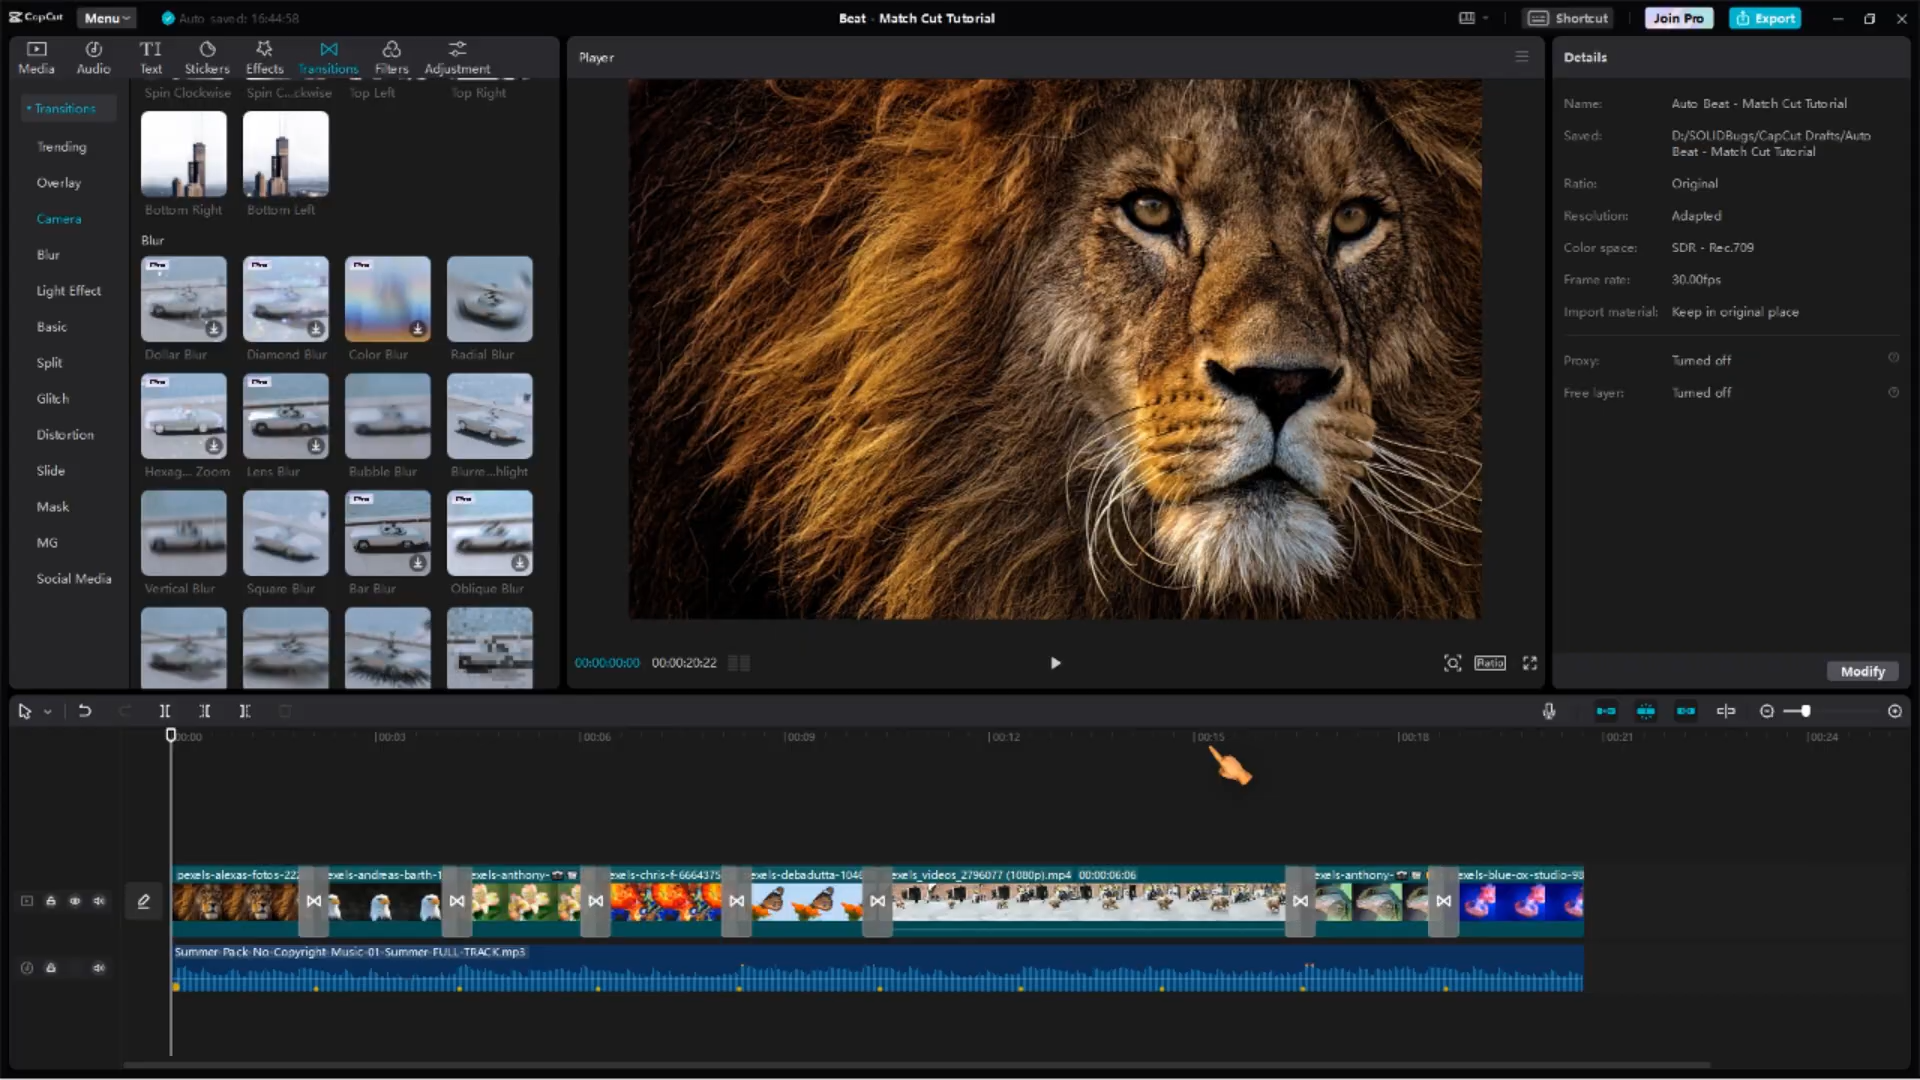 CapCut
Menu
Auto saved: 16:44:58
Beat - Match Cut Tutorial
Shortcut
Join Pro
Export
Media
Audio
TI
Text
Stickers
Effects
Transitions
Filters
Adjustment
Player
Details
Spin Clockwise
Spin C...ckwise
Top Left
Top Right
Transitions
Trending
Overlay
Camera
Blur
Light Effect
Basic
Split
Glitch
Distortion
Slide
Mask
MG
Social Media
Bottom Right
Bottom Left
Blur
Pro
Pro
Pro
Dollar Blur
Diamond Blur
Color Blur
Radial Blur
Pro
Pro
Hexag... Zoom
Lens Blur
Bubble Blur
Blurre...hlight
Pro
Pro
Vertical Blur
Square Blur
Bar Blur
Oblique Blur
Name:
Auto Beat - Match Cut Tutorial
Saved:
D:/SOLIDBugs/CapCut Drafts/Auto
Beat - Match Cut Tutorial
Ratio:
Original
Resolution:
Adapted
Color space:
SDR - Rec.709
Frame rate:
30.00fps
Import material:
Keep in original place
Proxy:
Turned off
Free layer:
Turned off
Modify
00:00:00:00
00:00:20:22
Ratio
00:00
00:03
00:06
00:09
00:12
00:15
00:18
00:21
00:24
pexels-alexas-fotos-222
exels-andreas-barth-1
exels-anthony-
exels-chris-f-6664375
exels-debadutta-1046
exels_videos_2796077 (1080p).mp4 00:00:06:06
exels-anthony-
exels-blue-ox-studio-98
Summer-Pack-No-Copyright-Music-01-Summer-FULL-TRACK.mp3